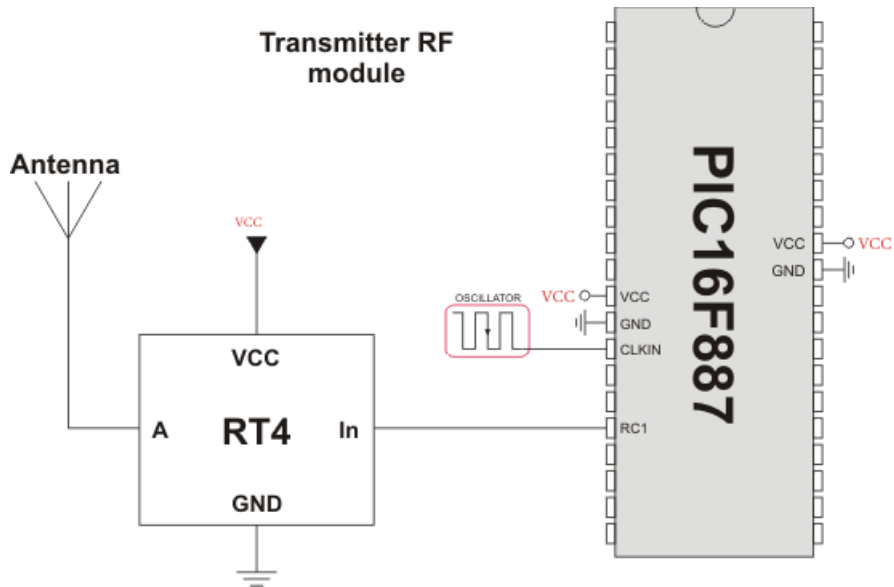 Transmitter RF
module
Antenna
VCC
VCC
RT4
A
In
GND
OSCILLATOR
VCC
VCC
GND
CLKIN
RC1
PIC16F887
VCC
GND
VCC